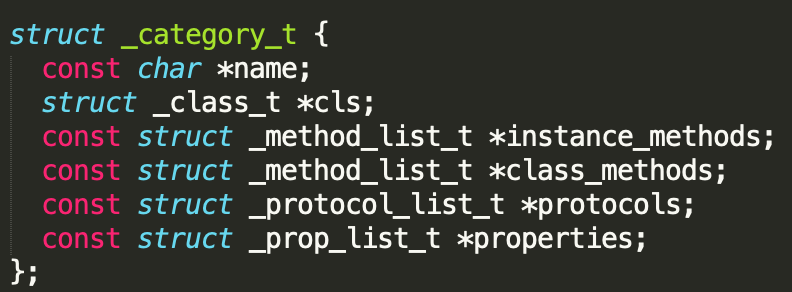 struct _category_t {
  const char *name;
  struct _class_t *cls;
  const struct _method_list_t *instance_methods;
  const struct _method_list_t *class_methods;
  const struct _protocol_list_t *protocols;
  const struct _prop_list_t *properties;
};